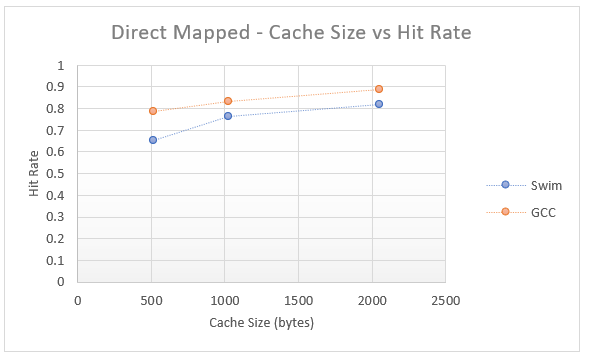 Direct Mapped - Cache Size vs Hit Rate
1
0.9
0.8
0.7
0.6
0.5
0.4
0.3
0.2
0.1
0
Hit Rate
0 500 1000 1500 2000 2500
Cache Size (bytes)
Swim
GCC